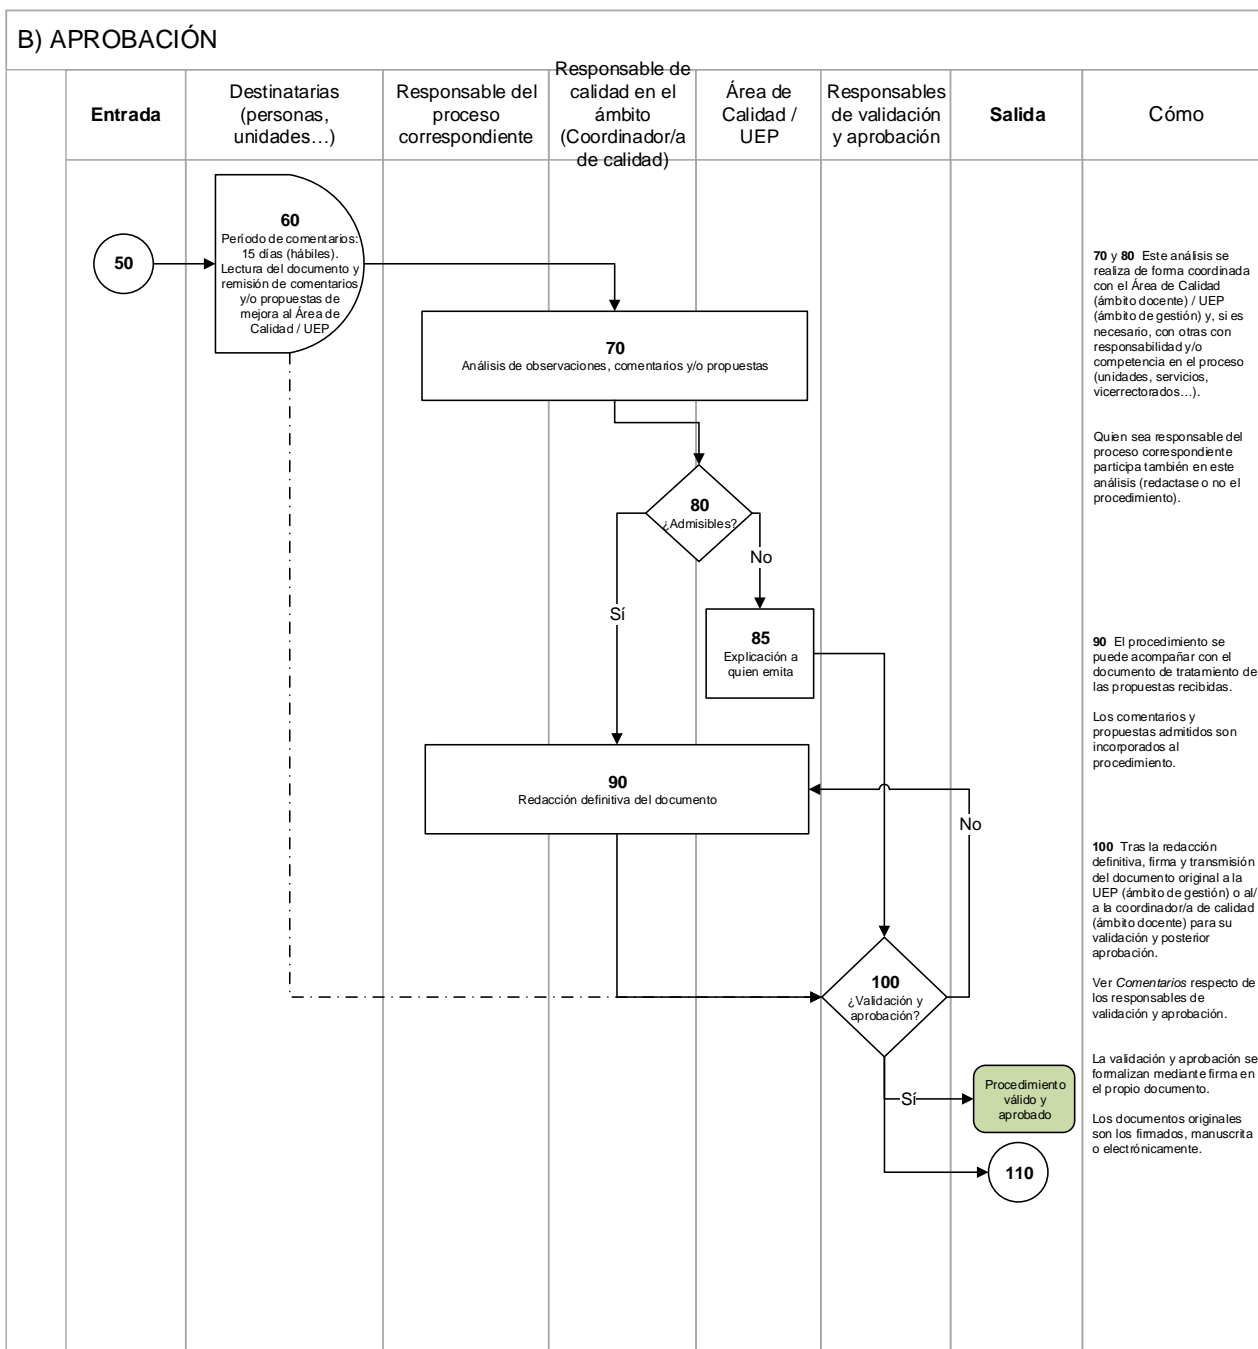 B) APROBACIÓN
Entrada
Destinatarias
(personas,
unidades…)
Responsable del
proceso
correspondiente
Responsable de
calidad en el
ámbito
(Coordinador/a
de calidad)
Área de
Calidad /
UEP
Responsables
de validación
y aprobación
Salida
Cómo
50
60
Período de comentarios:
15 días (hábiles).
Lectura del documento y
remisión de comentarios
y/o propuestas de
mejora al Área de
Calidad / UEP
70
Análisis de observaciones, comentarios y/o propuestas
80
¿Admisibles?
No
Sí
85
Explicación a
quien emita
90
Redacción definitiva del documento
No
100
¿Validación y
aprobación?
Sí
Procedimiento
válido y
aprobado
110
70 y 80 Este análisis se
realiza de forma coordinada
con el Área de Calidad
(ámbito docente) / UEP
(ámbito de gestión) y, si es
necesario, con otras con
responsabilidad y/o
competencia en el proceso
(unidades, servicios,
vicerrectorados…).
Quien sea responsable del
proceso correspondiente
participa también en este
análisis (redactase o no el
procedimiento).
90 El procedimiento se
puede acompañar con el
documento de tratamiento de
las propuestas recibidas.
Los comentarios y
propuestas admitidos son
incorporados al
procedimiento.
100 Tras la redacción
definitiva, firma y transmisión
del documento original a la
UEP (ámbito de gestión) o al/
a la coordinador/a de calidad
(ámbito docente) para su
validación y posterior
aprobación.
Ver Comentarios respecto de
los responsables de
validación y aprobación.
La validación y aprobación se
formalizan mediante firma en
el propio documento.
Los documentos originales
son los firmados, manuscrita
o electrónicamente.